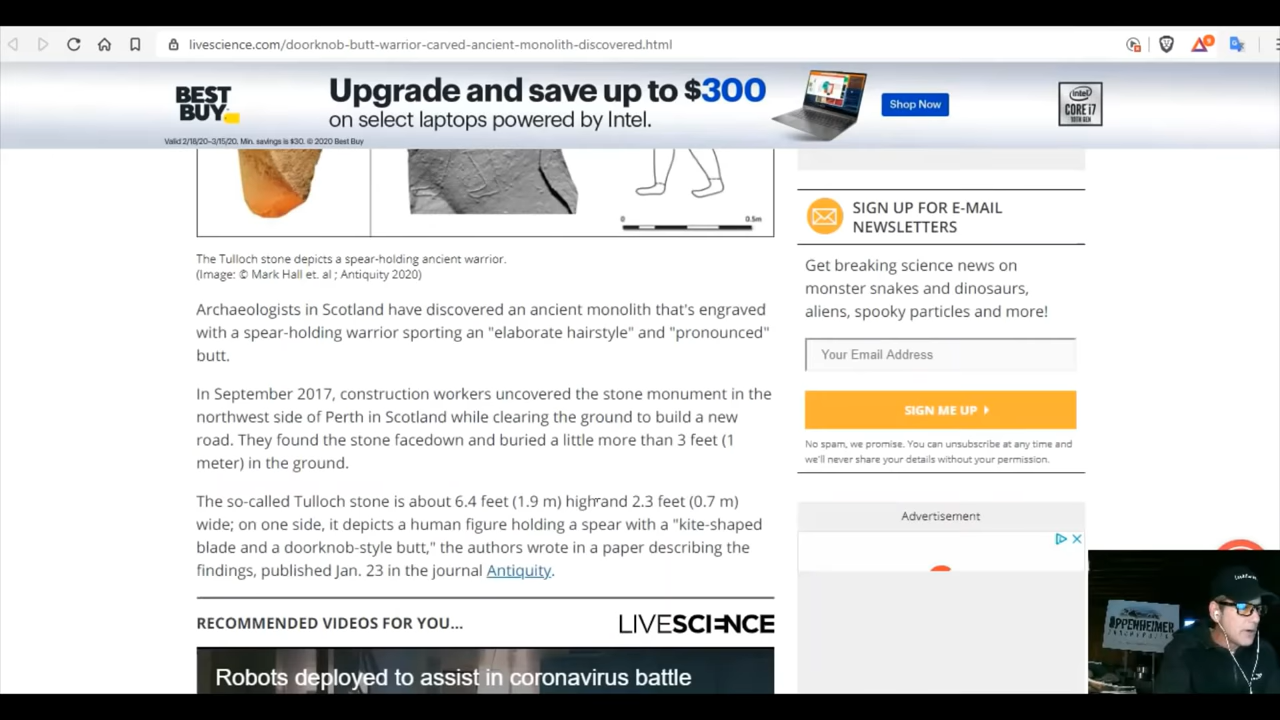 livescience.com/doorknob-butt-warrior-carved-ancient-monolith-discovered.html
BEST BUY
Upgrade and save up to $300
on select laptops powered by Intel.
Shop Now
intel
CORE i7
10TH GEN
Valid 2/18/20–3/15/20. Min. savings is $30. © 2020 Best Buy
0
0.5m
The Tulloch stone depicts a spear-holding ancient warrior.
(Image: © Mark Hall et. al ; Antiquity 2020)
Archaeologists in Scotland have discovered an ancient monolith that's engraved
with a spear-holding warrior sporting an "elaborate hairstyle" and "pronounced"
butt.
In September 2017, construction workers uncovered the stone monument in the
northwest side of Perth in Scotland while clearing the ground to build a new
road. They found the stone facedown and buried a little more than 3 feet (1
meter) in the ground.
The so-called Tulloch stone is about 6.4 feet (1.9 m) high and 2.3 feet (0.7 m)
wide; on one side, it depicts a human figure holding a spear with a "kite-shaped
blade and a doorknob-style butt," the authors wrote in a paper describing the
findings, published Jan. 23 in the journal Antiquity.
RECOMMENDED VIDEOS FOR YOU...
LIVESCIENCE
Robots deployed to assist in coronavirus battle
SIGN UP FOR E-MAIL
NEWSLETTERS
Get breaking science news on
monster snakes and dinosaurs,
aliens, spooky particles and more!
Your Email Address
SIGN ME UP
No spam, we promise. You can unsubscribe at any time and
we'll never share your details without your permission.
Advertisement
OPPENHEIMER